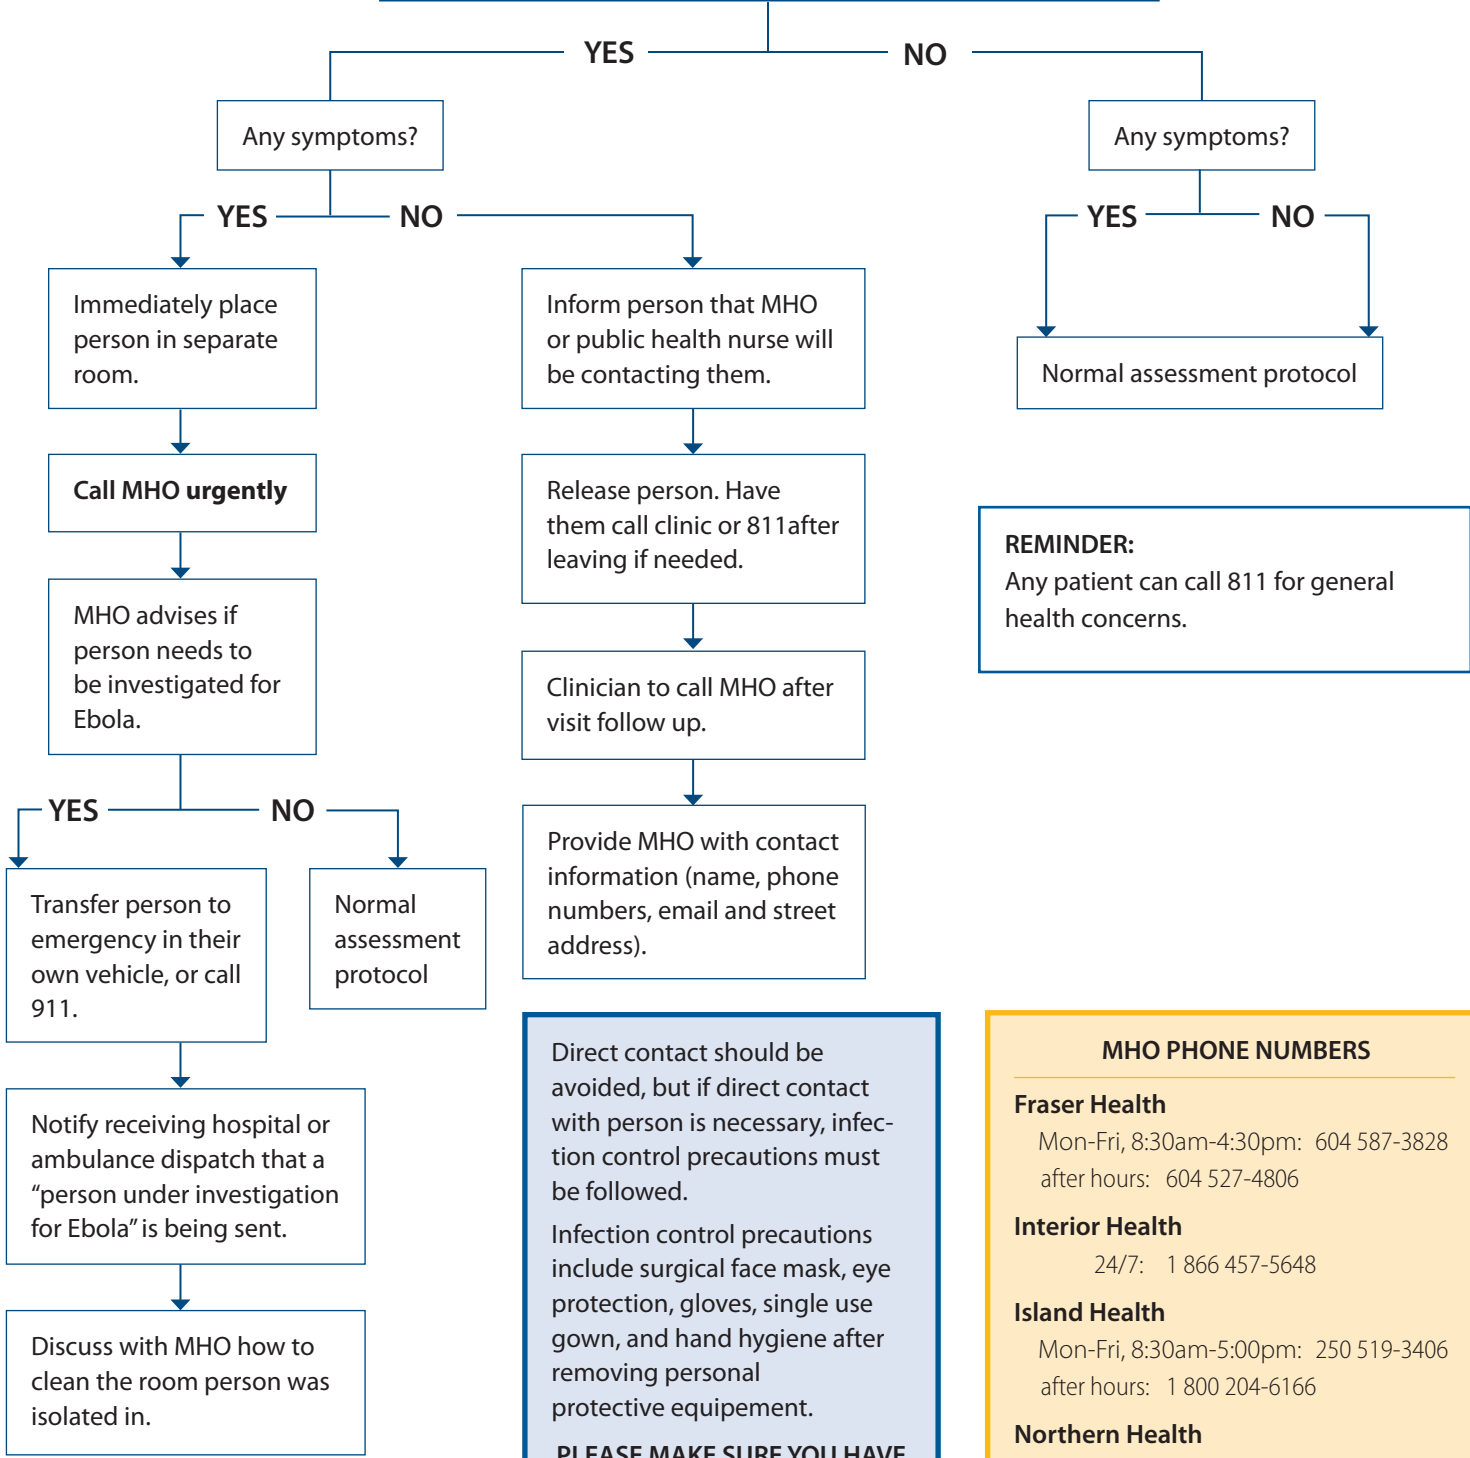 YES
NO
Any symptoms?
Any symptoms?
YES
NO
YES
NO
Immediately place
person in separate
room.
Inform person that MHO
or public health nurse will
be contacting them.
Normal assessment protocol
Call MHO urgently
Release person. Have
them call clinic or 811after
leaving if needed.
REMINDER:
Any patient can call 811 for general
health concerns.
MHO advises if
person needs to
be investigated for
Ebola.
Clinician to call MHO after
visit follow up.
YES
NO
Provide MHO with contact
information (name, phone
numbers, email and street
address).
Transfer person to
emergency in their
own vehicle, or call
911.
Normal
assessment
protocol
Notify receiving hospital or
ambulance dispatch that a
“person under investigation
for Ebola” is being sent.
Discuss with MHO how to
clean the room person was
isolated in.
Direct contact should be
avoided, but if direct contact
with person is necessary, infec-
tion control precautions must
be followed.
Infection control precautions
include surgical face mask, eye
protection, gloves, single use
gown, and hand hygiene after
removing personal
protective equipement.
PLEASE MAKE SURE YOU HAVE
MHO PHONE NUMBERS
Fraser Health
Mon-Fri, 8:30am-4:30pm: 604 587-3828
after hours: 604 527-4806
Interior Health
24/7: 1 866 457-5648
Island Health
Mon-Fri, 8:30am-5:00pm: 250 519-3406
after hours: 1 800 204-6166
Northern Health